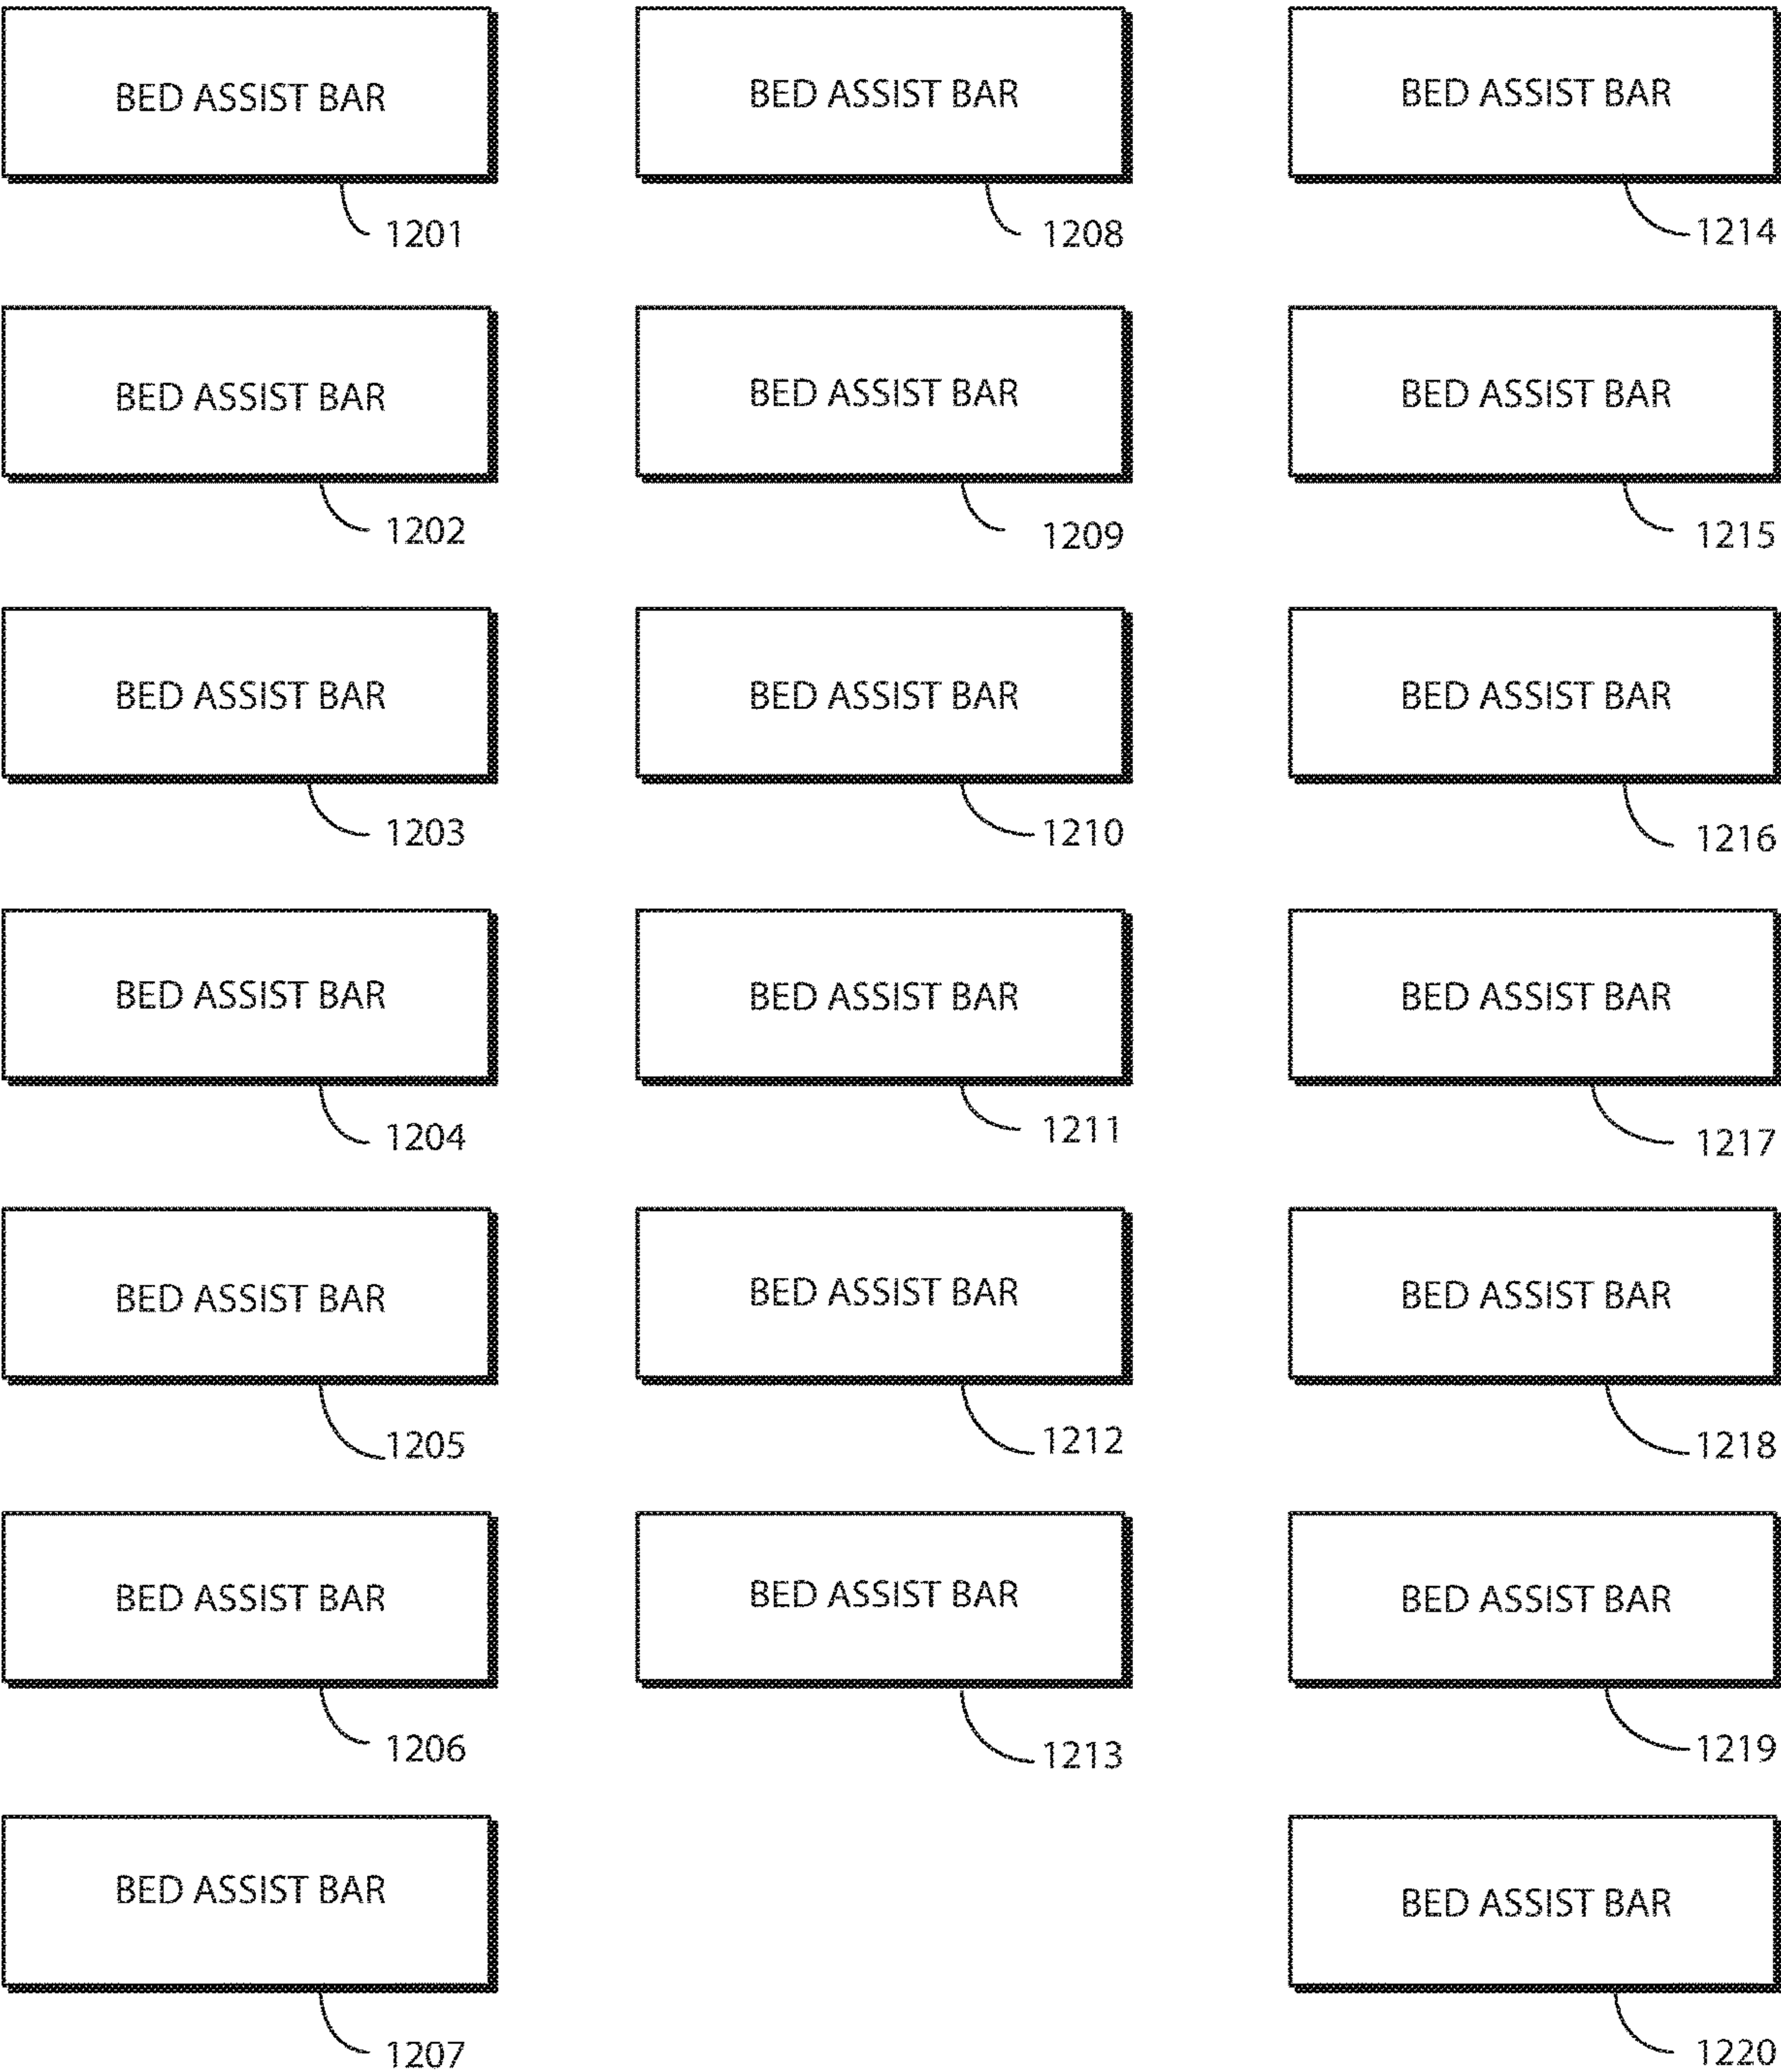 BED ASSIST BAR
1201
BED ASSIST BAR
1202
BED ASSIST BAR
1203
BED ASSIST BAR
1204
BED ASSIST BAR
1205
BED ASSIST BAR
1206
BED ASSIST BAR
1207
BED ASSIST BAR
1208
BED ASSIST BAR
1209
BED ASSIST BAR
1210
BED ASSIST BAR
1211
BED ASSIST BAR
1212
BED ASSIST BAR
1213
BED ASSIST BAR
1214
BED ASSIST BAR
1215
BED ASSIST BAR
1216
BED ASSIST BAR
1217
BED ASSIST BAR
1218
BED ASSIST BAR
1219
BED ASSIST BAR
1220